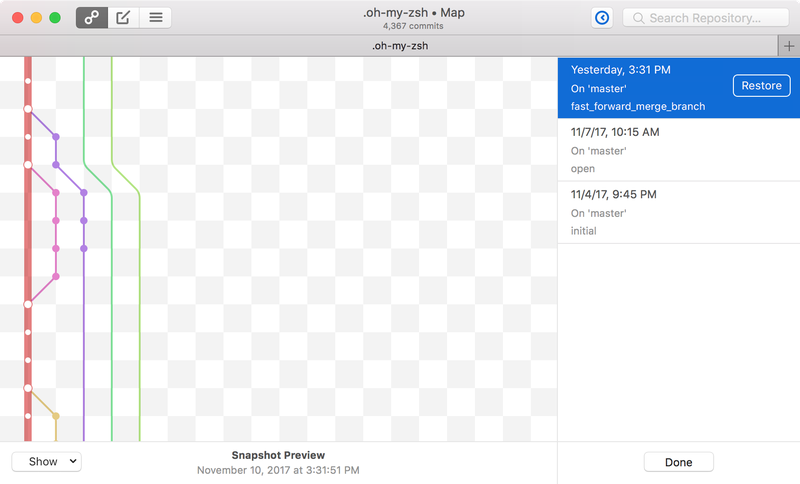 .oh-my-zsh • Map
4,367 commits
Search Repository...
.oh-my-zsh
Yesterday, 3:31 PM
On 'master'
fast_forward_merge_branch
Restore
11/7/17, 10:15 AM
On 'master'
open
11/4/17, 9:45 PM
On 'master'
initial
Show
Snapshot Preview
November 10, 2017 at 3:31:51 PM
Done